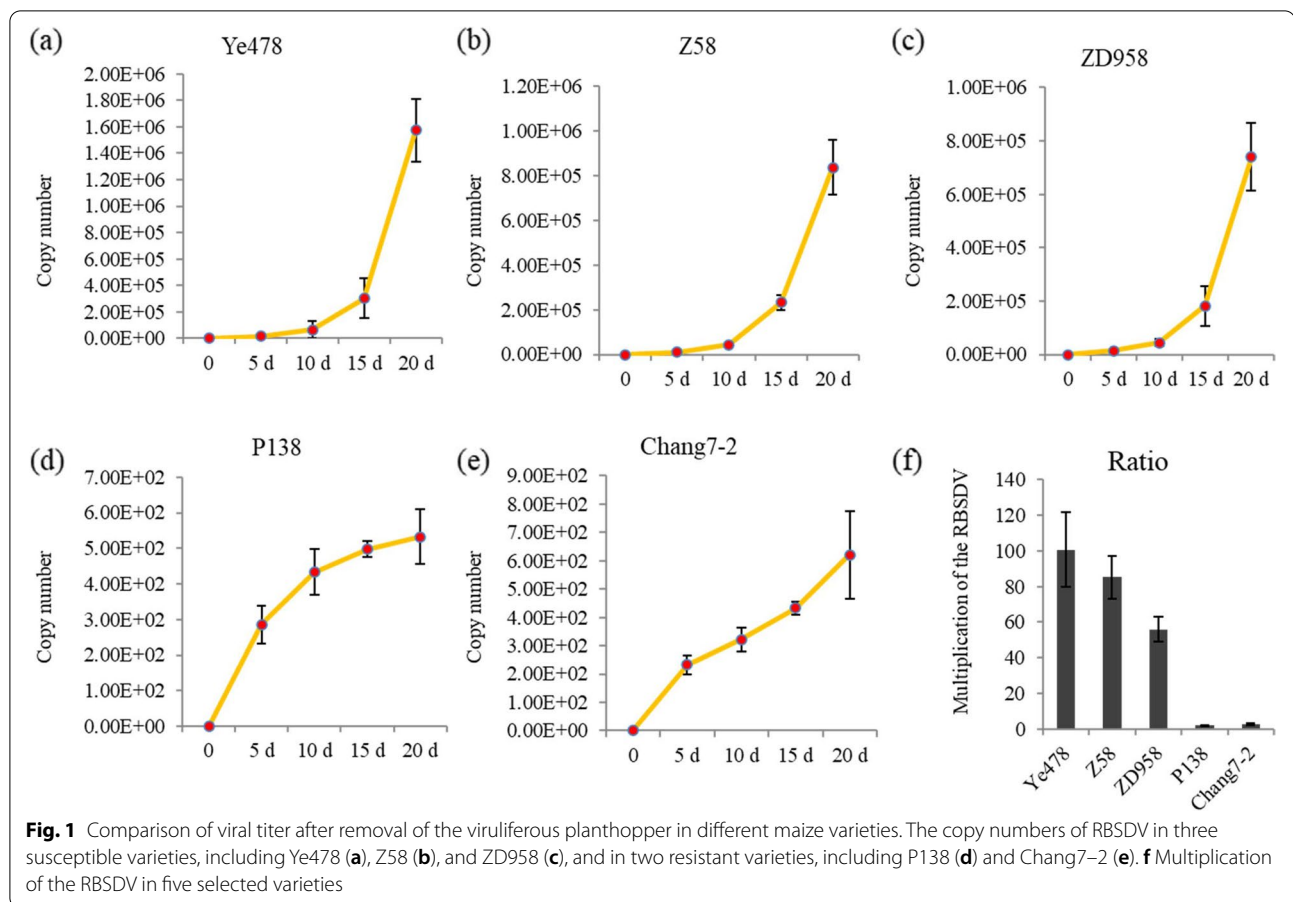 (a)
Ye478
2.00E+06
1.80E+06
1.60E+06
1.40E+06
1.20E+06
1.00E+06
8.00E+05
6.00E+05
4.00E+05
2.00E+05
0.00E+00
Copy number
0 5 d 10 d 15 d 20 d
(b)
Z58
1.20E+06
1.00E+06
8.00E+05
6.00E+05
4.00E+05
2.00E+05
0.00E+00
Copy number
0 5 d 10 d 15 d 20 d
(c)
ZD958
1.00E+06
8.00E+05
6.00E+05
4.00E+05
2.00E+05
0.00E+00
Copy number
0 5 d 10 d 15 d 20 d
(d)
P138
7.00E+02
6.00E+02
5.00E+02
4.00E+02
3.00E+02
2.00E+02
1.00E+02
0.00E+00
Copy number
0 5 d 10 d 15 d 20 d
(e)
Chang7-2
9.00E+02
8.00E+02
7.00E+02
6.00E+02
5.00E+02
4.00E+02
3.00E+02
2.00E+02
1.00E+02
0.00E+00
Copy number
0 5 d 10 d 15 d 20 d
(f)
Ratio
140
120
100
80
60
40
20
0
Multiplication of the RBSDV
Ye478 Z58 ZD958 P138 Chang7-2
Fig. 1 Comparison of viral titer after removal of the viruliferous planthopper in different maize varieties. The copy numbers of RBSDV in three
susceptible varieties, including Ye478 (a), Z58 (b), and ZD958 (c), and in two resistant varieties, including P138 (d) and Chang7–2 (e). f Multiplication
of the RBSDV in five selected varieties